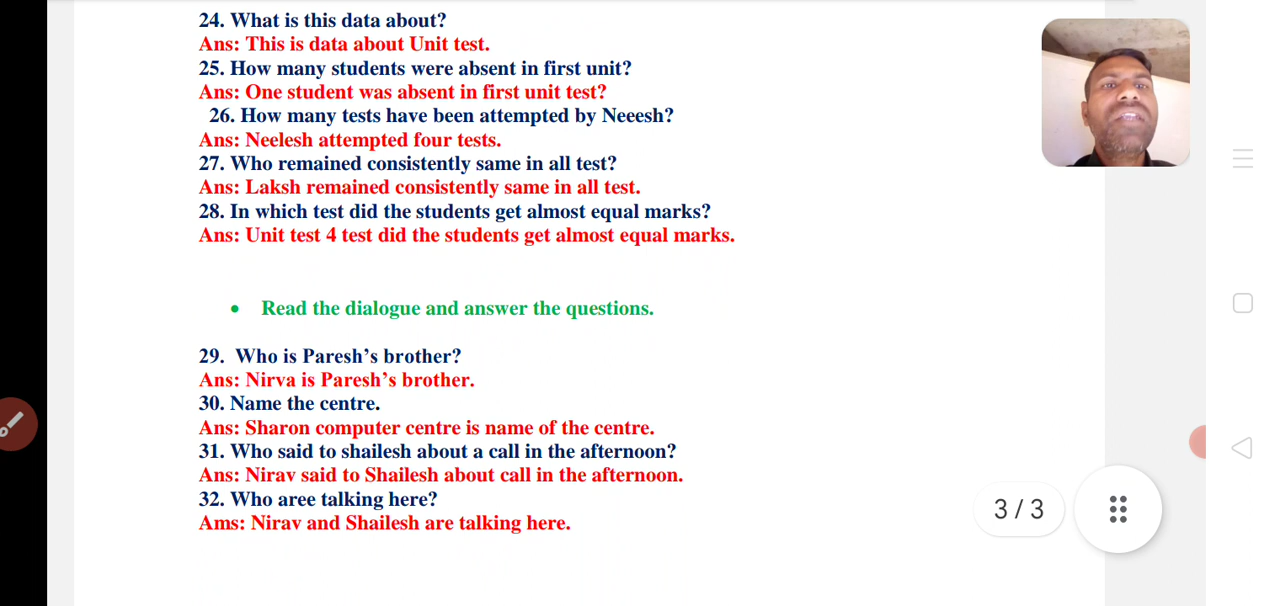 24. What is this data about?
Ans: This is data about Unit test.
25. How many students were absent in first unit?
Ans: One student was absent in first unit test?
26. How many tests have been attempted by Neeesh?
Ans: Neelesh attempted four tests.
27. Who remained consistently same in all test?
Ans: Laksh remained consistently same in all test.
28. In which test did the students get almost equal marks?
Ans: Unit test 4 test did the students get almost equal marks.
• Read the dialogue and answer the questions.
29. Who is Paresh’s brother?
Ans: Nirva is Paresh’s brother.
30. Name the centre.
Ans: Sharon computer centre is name of the centre.
31. Who said to shailesh about a call in the afternoon?
Ans: Nirav said to Shailesh about call in the afternoon.
32. Who aree talking here?
Ams: Nirav and Shailesh are talking here.
3 / 3